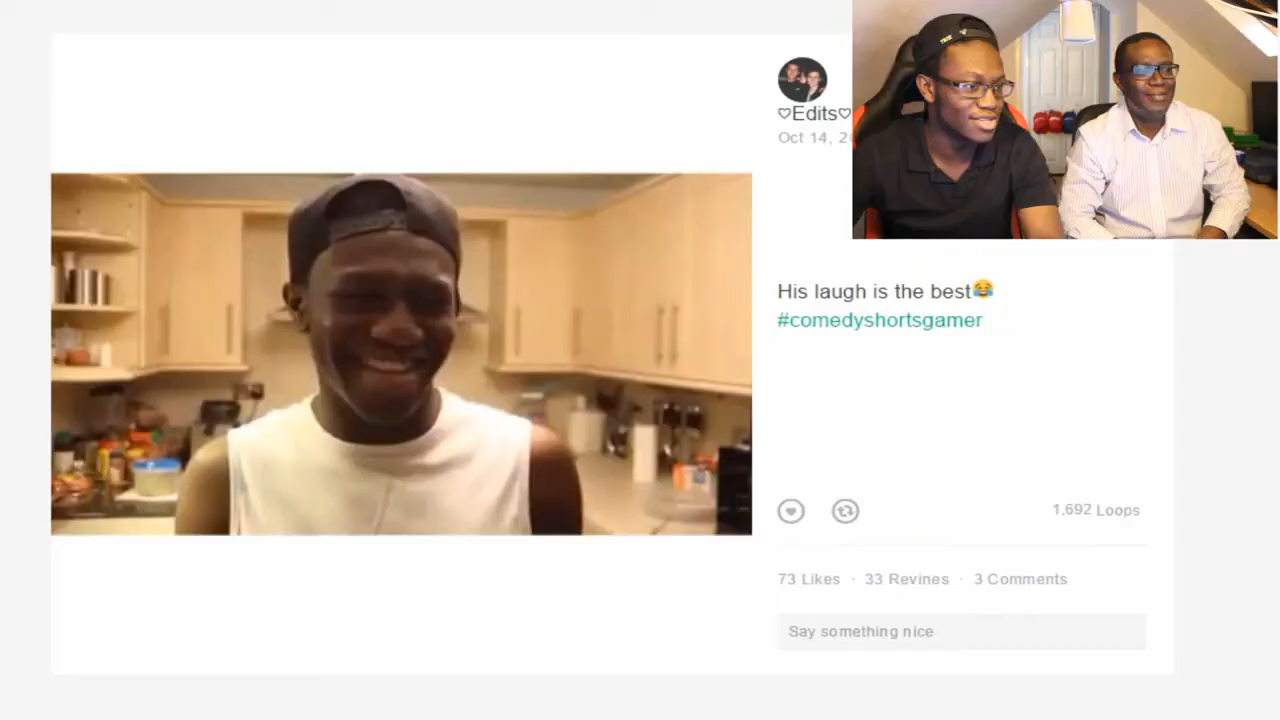 ♡Edits♡
Oct 14, 2
His laugh is the best😂
#comedyshortsgamer
1,692 Loops
73 Likes · 33 Revines · 3 Comments
Say something nice